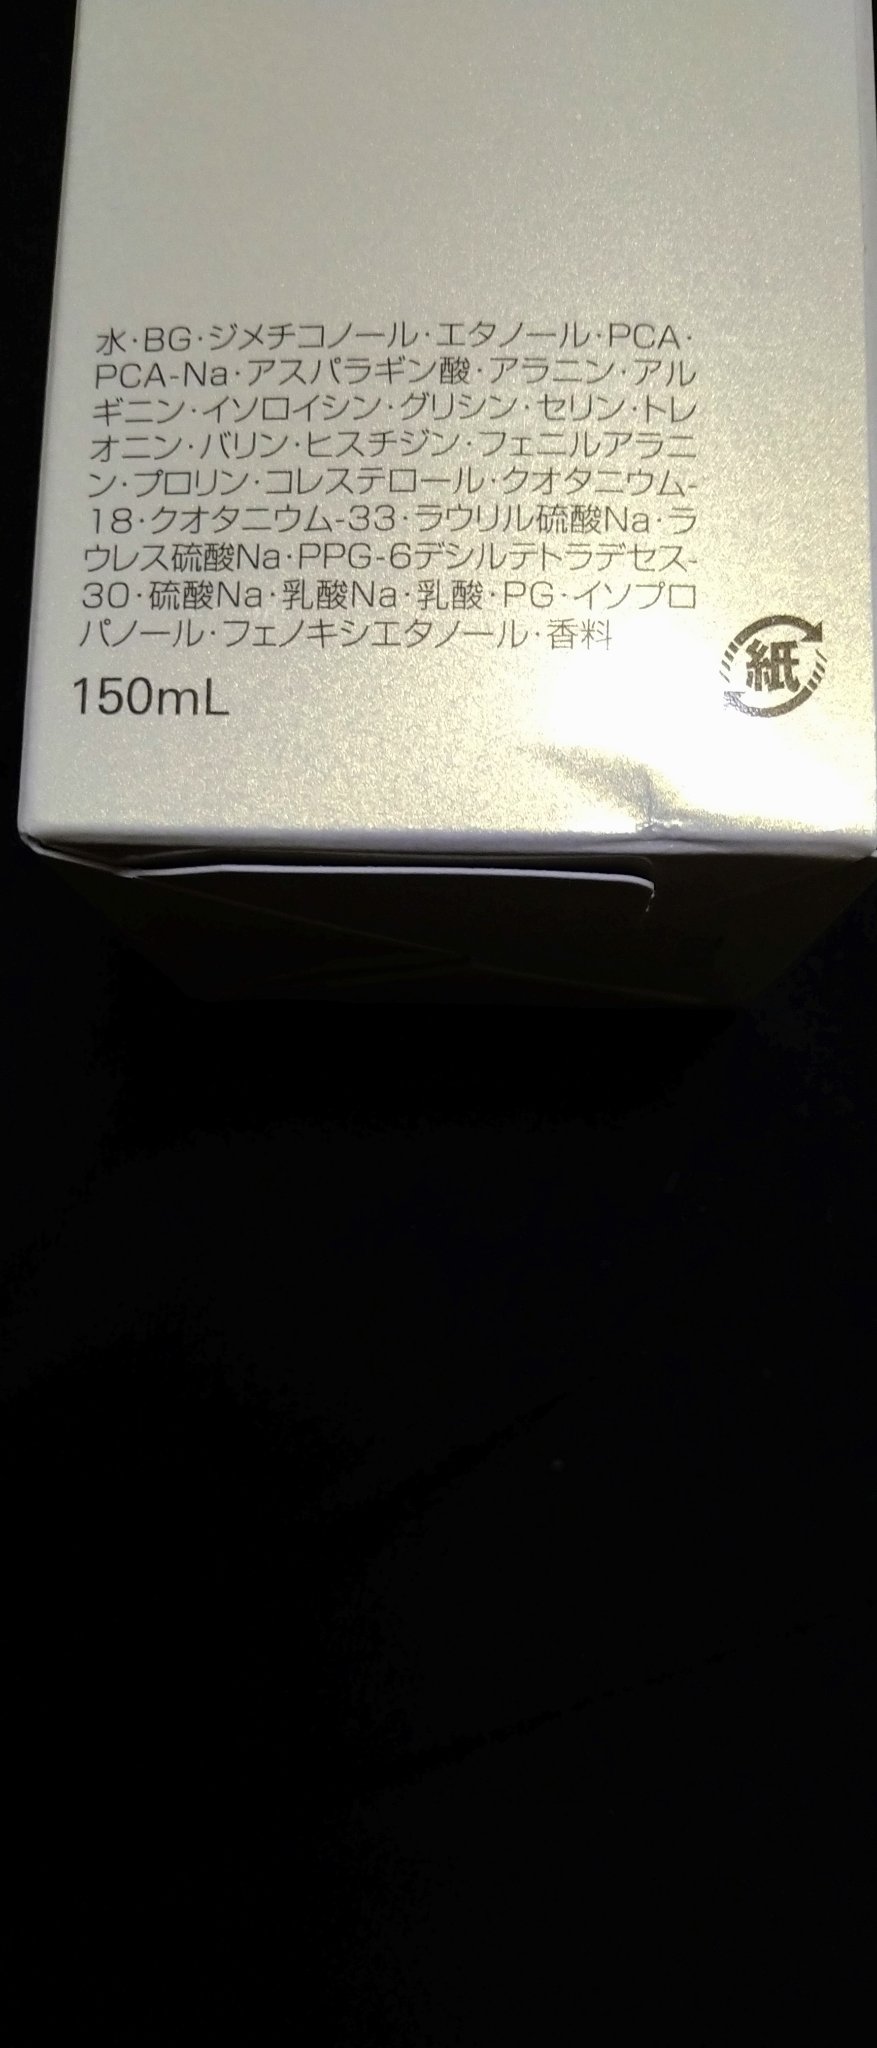 水･BG･ジメチコノール･エタノール･PCA･
PCA-Na･アスパラギン酸･アラニン･アル
ギニン･イソロイシン･グリシン･セリン･トレ
オニン･バリン･ヒスチジン･フェニルアラニ
ン･プロリン･コレステロール･クオタニウム-
18･クオタニウム-33･ラウリル硫酸Na･ラ
ウレス硫酸Na･PPG-6デシルテトラデセス-
30･硫酸Na･乳酸Na･乳酸･PG･イソプロ
パノール･フェノキシエタノール･香料
紙
150mL